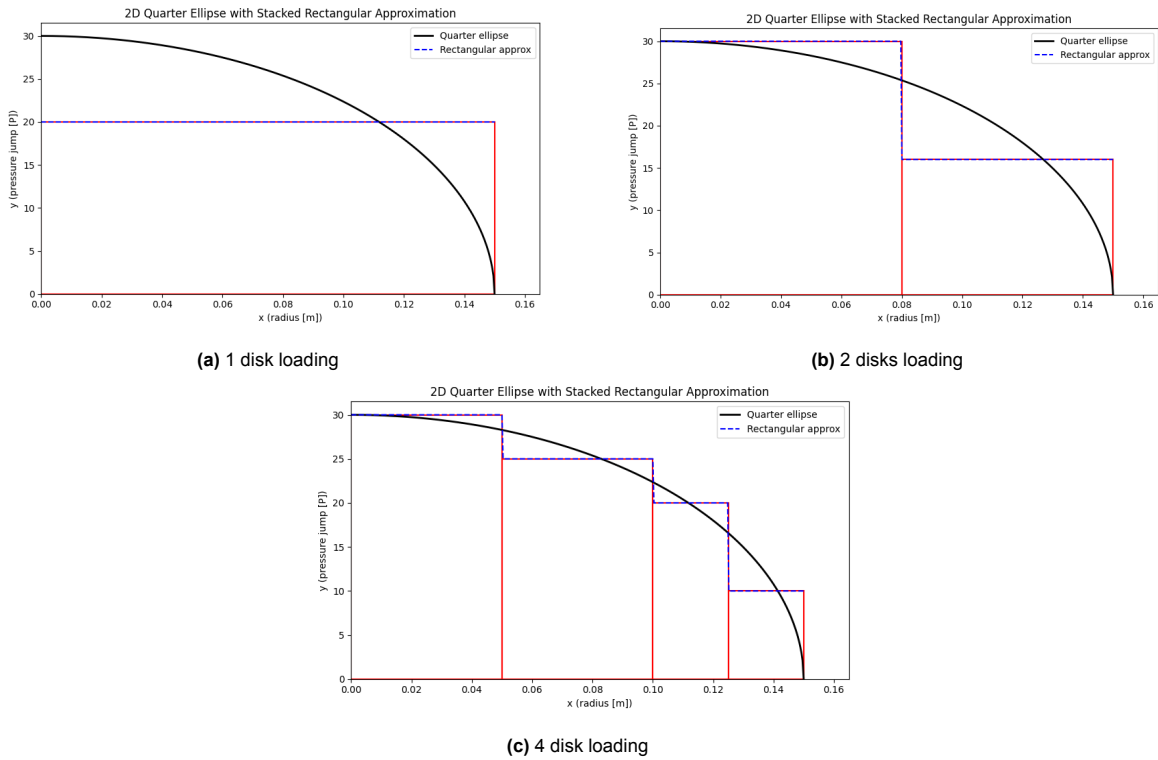 2D Quarter Ellipse with Stacked Rectangular Approximation
Quarter ellipse
Rectangular approx
y (pressure jump [P])
30
25
20
15
10
5
0
0.00 0.02 0.04 0.06 0.08 0.10 0.12 0.14 0.16
x (radius [m])
(a) 1 disk loading
2D Quarter Ellipse with Stacked Rectangular Approximation
Quarter ellipse
Rectangular approx
y (pressure jump [P])
30
25
20
15
10
5
0
0.00 0.02 0.04 0.06 0.08 0.10 0.12 0.14 0.16
x (radius [m])
(b) 2 disks loading
2D Quarter Ellipse with Stacked Rectangular Approximation
Quarter ellipse
Rectangular approx
y (pressure jump [P])
30
25
20
15
10
5
0
0.00 0.02 0.04 0.06 0.08 0.10 0.12 0.14 0.16
x (radius [m])
(c) 4 disk loading